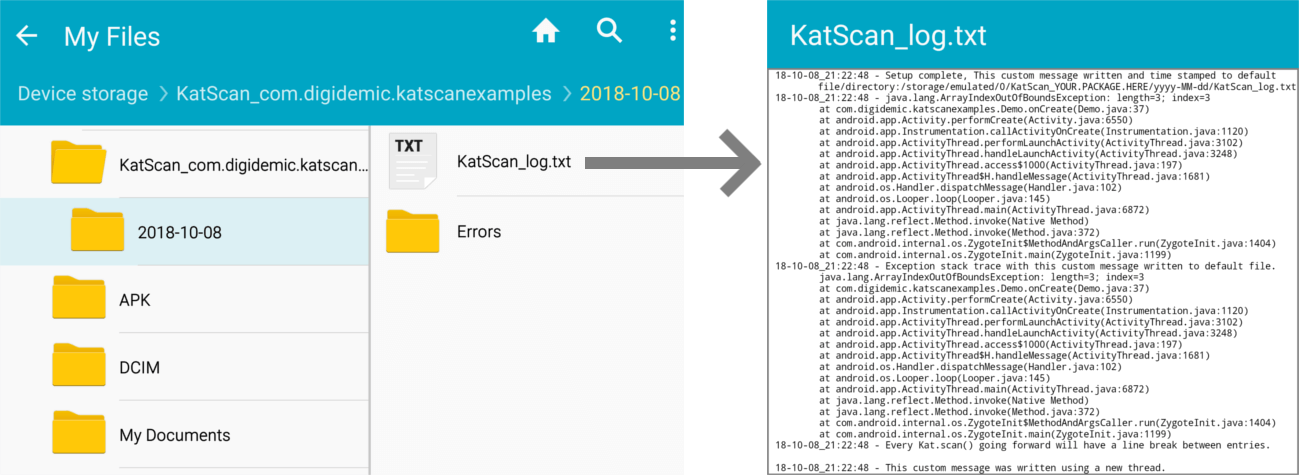 My Files
Device storage > KatScan_com.digidemic.katscanexamples > 2018-10-08
KatScan_com.digidemic.katscan...
2018-10-08
APK
DCIM
My Documents
TXT
KatScan_log.txt
Errors
KatScan_log.txt
18-10-08_21:22:48 - Setup complete, This custom message written and time stamped to default
file/directory:/storage/emulated/0/KatScan_YOUR.PACKAGE.HERE/yyyy-MM-dd/KatScan_log.txt
18-10-08_21:22:48 - java.lang.ArrayIndexOutOfBoundsException: length=3; index=3
at com.digidemic.katscanexamples.Demo.onCreate(Demo.java:37)
at android.app.Activity.performCreate(Activity.java:6550)
at android.app.Instrumentation.callActivityOnCreate(Instrumentation.java:1120)
at android.app.ActivityThread.performLaunchActivity(ActivityThread.java:3102)
at android.app.ActivityThread.handleLaunchActivity(ActivityThread.java:3248)
at android.app.ActivityThread.access$1000(ActivityThread.java:197)
at android.app.ActivityThread$H.handleMessage(ActivityThread.java:1681)
at android.os.Handler.dispatchMessage(Handler.java:102)
at android.os.Looper.loop(Looper.java:145)
at android.app.ActivityThread.main(ActivityThread.java:6872)
at java.lang.reflect.Method.invoke(Native Method)
at java.lang.reflect.Method.invoke(Method.java:372)
at com.android.internal.os.ZygoteInit$MethodAndArgsCaller.run(ZygoteInit.java:1404)
at com.android.internal.os.ZygoteInit.main(ZygoteInit.java:1199)
18-10-08_21:22:48 - Exception stack trace with this custom message written to default file.
java.lang.ArrayIndexOutOfBoundsException: length=3; index=3
at com.digidemic.katscanexamples.Demo.onCreate(Demo.java:37)
at android.app.Activity.performCreate(Activity.java:6550)
at android.app.Instrumentation.callActivityOnCreate(Instrumentation.java:1120)
at android.app.ActivityThread.performLaunchActivity(ActivityThread.java:3102)
at android.app.ActivityThread.handleLaunchActivity(ActivityThread.java:3248)
at android.app.ActivityThread.access$1000(ActivityThread.java:197)
at android.app.ActivityThread$H.handleMessage(ActivityThread.java:1681)
at android.os.Handler.dispatchMessage(Handler.java:102)
at android.os.Looper.loop(Looper.java:145)
at android.app.ActivityThread.main(ActivityThread.java:6872)
at java.lang.reflect.Method.invoke(Native Method)
at java.lang.reflect.Method.invoke(Method.java:372)
at com.android.internal.os.ZygoteInit$MethodAndArgsCaller.run(ZygoteInit.java:1404)
at com.android.internal.os.ZygoteInit.main(ZygoteInit.java:1199)
18-10-08_21:22:48 - Every Kat.scan() going forward will have a line break between entries.
18-10-08_21:22:48 - This custom message was written using a new thread.